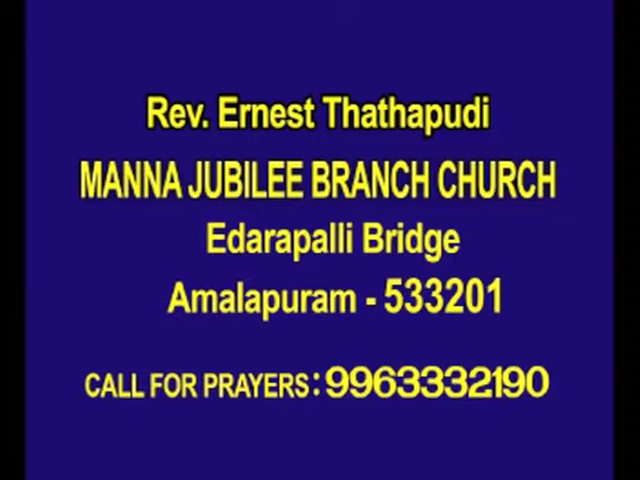 Rev. Ernest Thathapudi
MANNA JUBILEE BRANCH CHURCH
Edarapalli Bridge
Amalapuram - 533201
CALL FOR PRAYERS : 9963332190